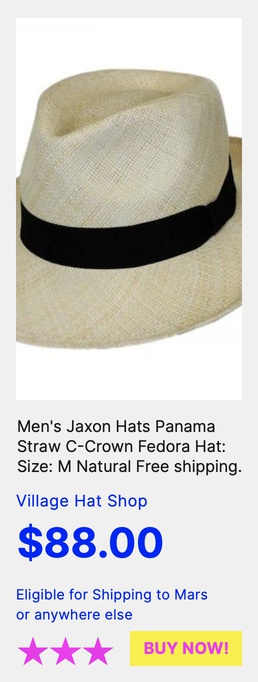 Men's Jaxon Hats Panama
Straw C-Crown Fedora Hat:
Size: M Natural Free shipping.
Village Hat Shop
$88.00
Eligible for Shipping to Mars
or anywhere else
BUY NOW!